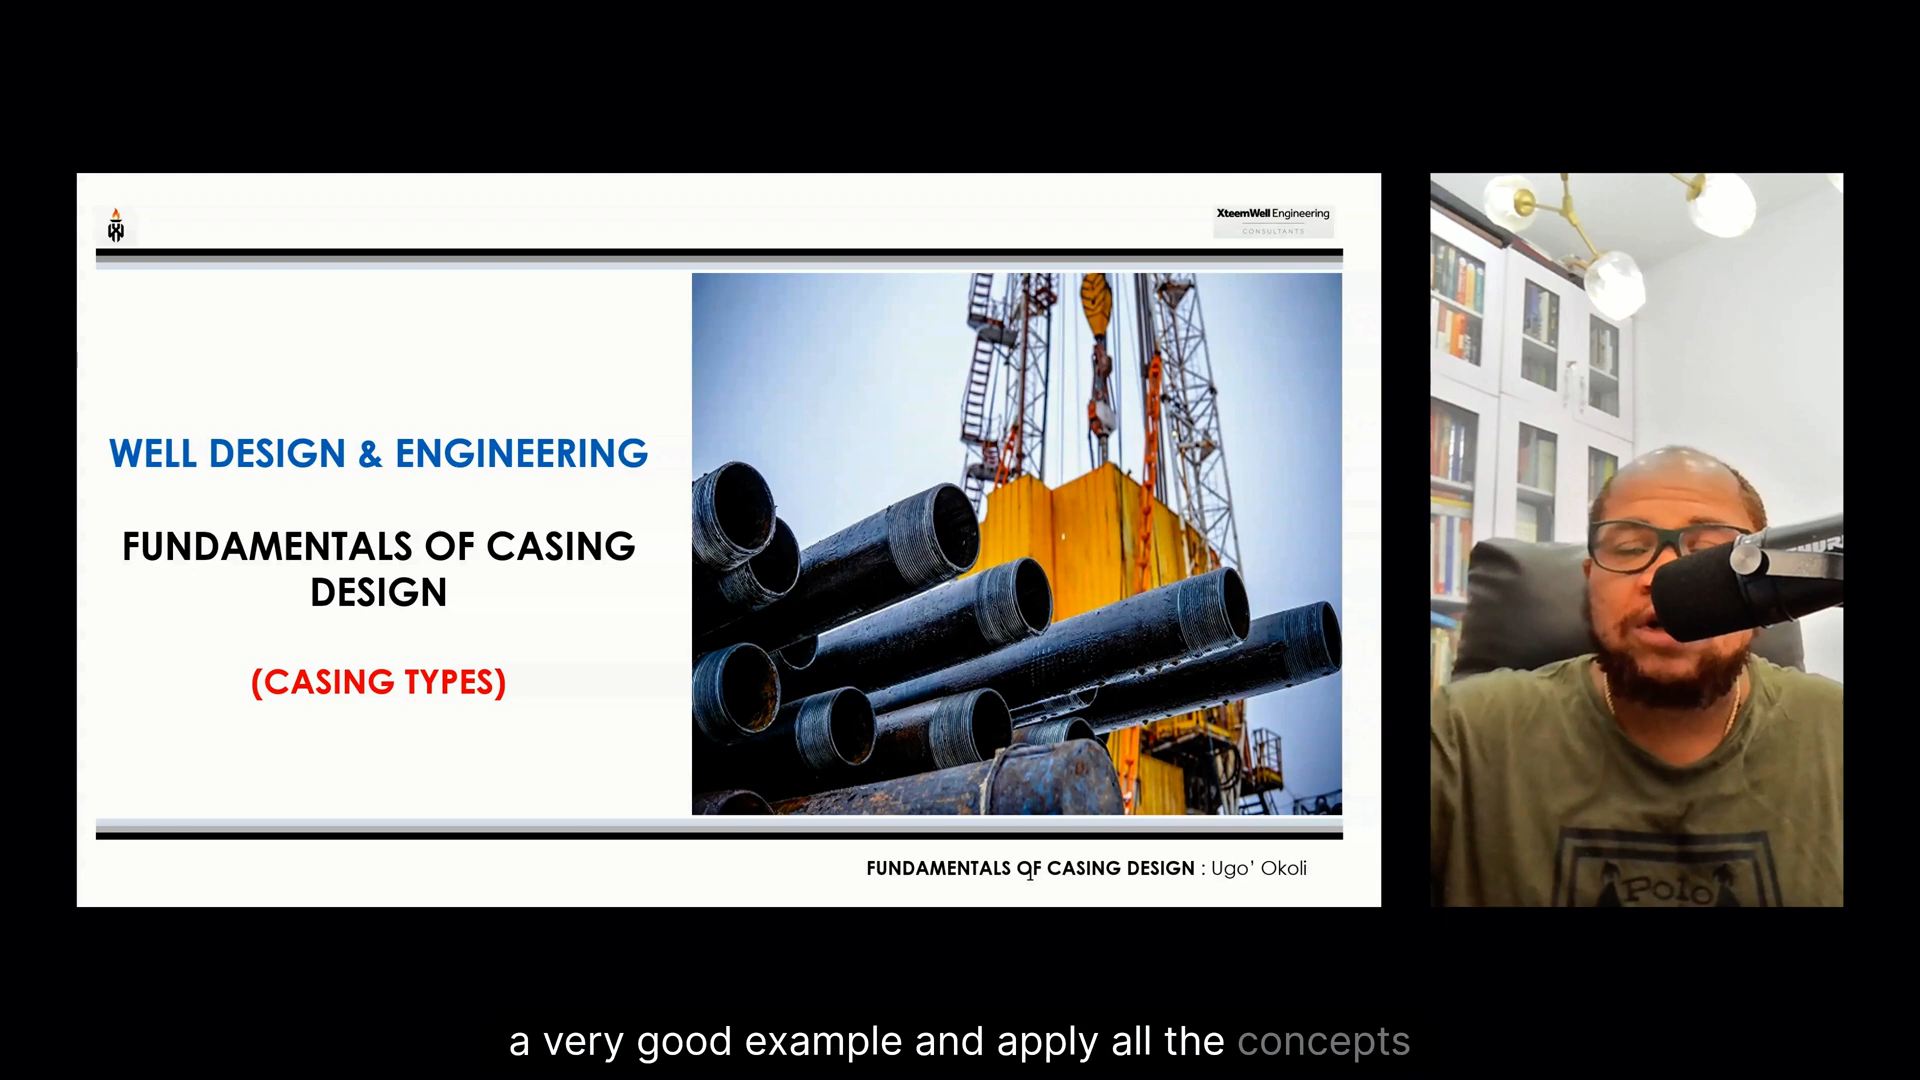 XteemWell Engineering
CONSULTANTS
WELL DESIGN & ENGINEERING
FUNDAMENTALS OF CASING
DESIGN
(CASING TYPES)
FUNDAMENTALS OF CASING DESIGN : Ugo' Okoli
Polo
a very good example and apply all the concepts